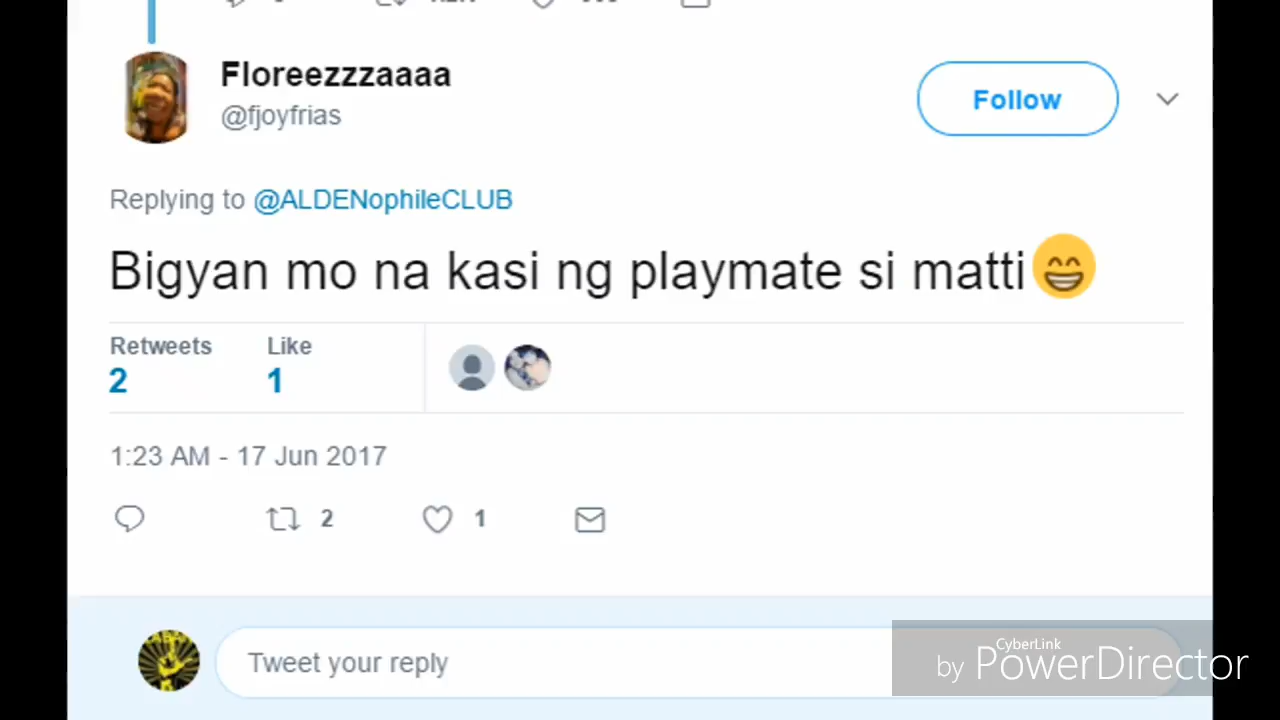 Floreezzzaaaa
@fjoyfrias
Follow
Replying to @ALDENophileCLUB
Bigyan mo na kasi ng playmate si matti😁
Retweets Like
2 1
1:23 AM - 17 Jun 2017
2 1
Tweet your reply
CyberLink
by PowerDirector